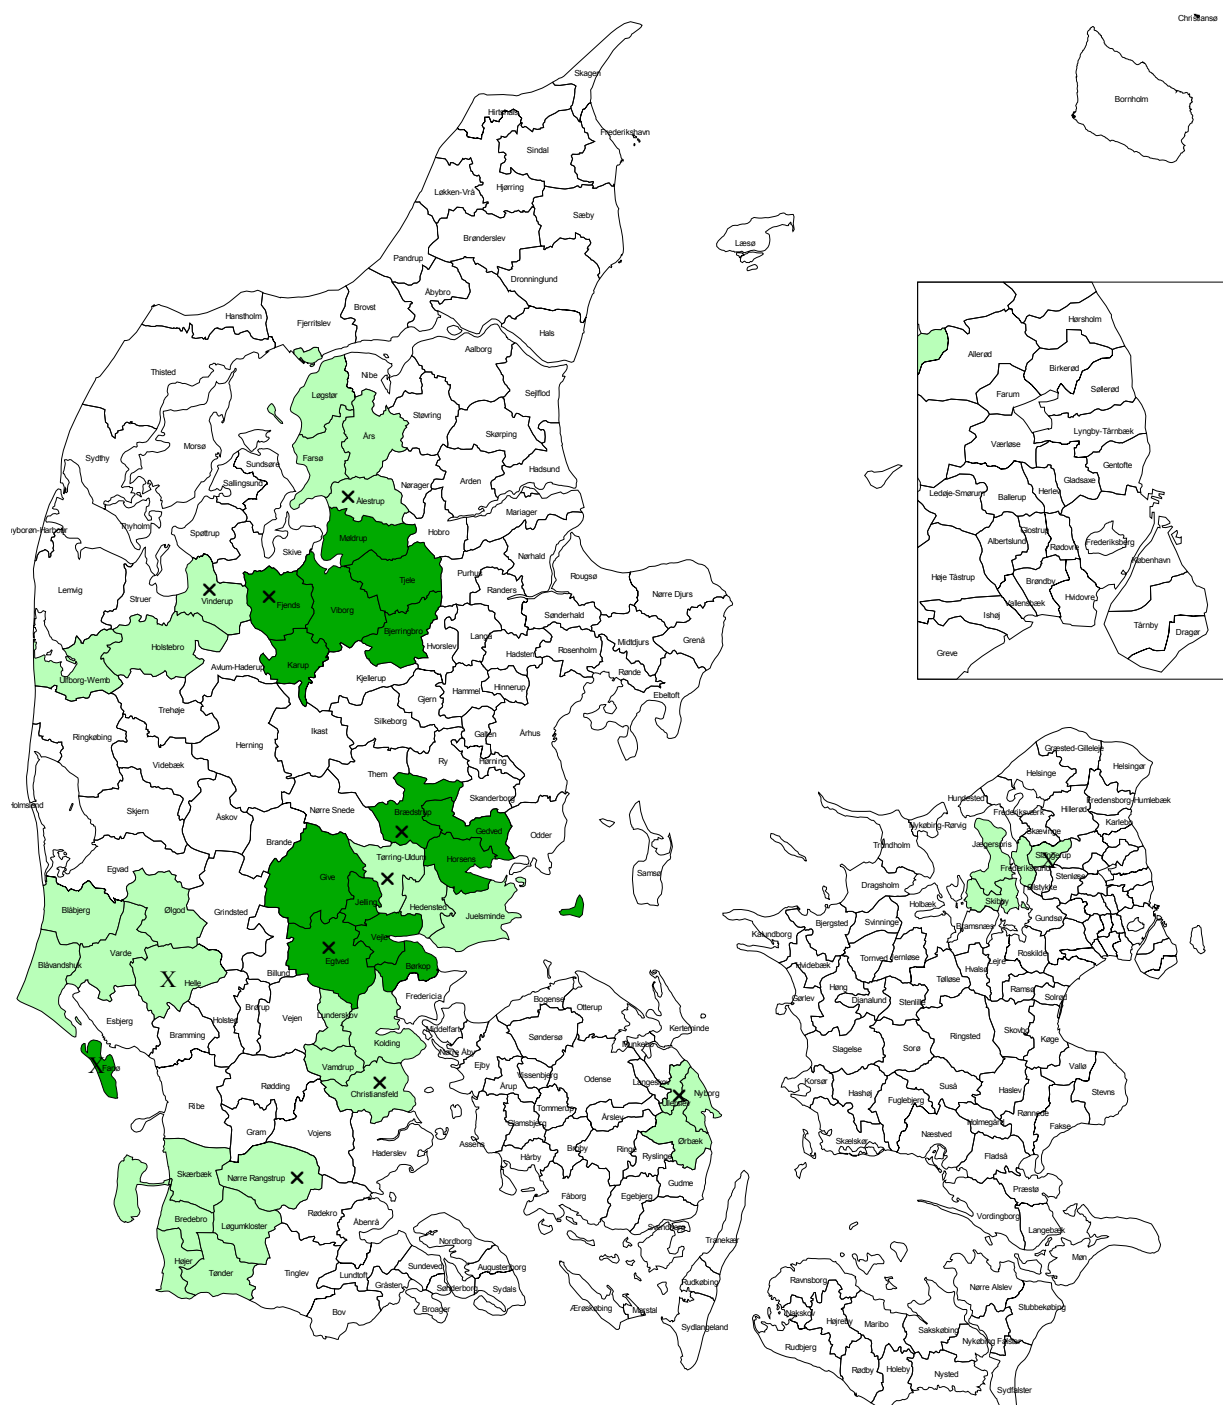 Christiansø
Bornholm
Skagen
Hirtshals
Frederikshavn
Sindal
Løkken-Vrå
Hjørring
Sæby
Brønderslev
Læsø
Pandrup
Dronninglund
Åbybro
Brovst
Hanstholm
Fjerritslev
Hals
Aalborg
Thisted
Nibe
Sejlflod
Løgstør
Støvring
Års
Skørping
Morsø
Sydthy
Farsø
Sundsøre
Hadsund
Sallingsund
Nørager
Arden
X Ålestrup
Mariager
Thyholm
yborøn-Harboør
Spøttrup
Hobro
Møldrup
Skive
Nørhald
Purhus
Rougsø
Tjele
Lemvig
Struer
X
Vinderup
X
Fjends
Viborg
Randers
Nørre Djurs
Sønderhald
Bjerringbro
Langå
Midtdjurs
Grenå
Holstebro
Hvorslev
Hadsten
Rosenholm
Avlum-Haderup
Karup
Rønde
Ulfborg-Wemb
Kjellerup
Hammel
Hinnerup
Ebeltoft
Gjern
Trehøje
Silkeborg
Ringkøbing
Ikast
Galten
Århus
Herning
Videbæk
Ry
Hørning
Them
Holmsland
Skjern
Nørre Snede
Skanderborg
Åskov
Brædstrup
X
Gedved
Odder
Brande
Tørring-Uldum
X
Horsens
Egvad
Give
Samsø
Jelling
Hedensted
Juelsminde
Blåbjerg
Ølgod
Grindsted
Vejle
Varde
X
Egtved
Børkop
Blåvandshuk
X Helle
Billund
Fredericia
Esbjerg
Holsted
Brørup
Lunderskov
Bramming
Vejen
Kolding
Middelfart
Nørre Åby
Bogense
Otterup
Kerteminde
Søndersø
Munkebo
Ejby
X Fanø
Vamdrup
Vissenbjerg
Odense
Langeskov
X
Nyborg
Ullerslev
Rødding
X
Christiansfeld
Årup
Tommerup
Ribe
Glamsbjerg
Årslev
Gram
Vojens
Assens
Broby
Ringe
Ørbæk
Haderslev
Hårby
Ryslinge
Skærbæk
Nørre Rangstrup X
Gudme
Fåborg
Egebjerg
Bredebro
Løgumkloster
Rødekro
Åbenrå
Svendborg
Nordborg
Tranekær
Højer
Tønder
Tinglev
Lundtoft
Sundeved
Augustenborg
Gråsten
Sønderborg
Sydals
Rudkøbing
Bov
Broager
Ærøskøbing
Marstal
Sydlangeland
Hørsholm
Allerød
Birkerød
Farum
Søllerød
Værløse
Lyngby-Tårnbæk
Gentofte
Ledøje-Smørum
Ballerup
Herlev
Gladsaxe
Glostrup
Albertslund
Rødovre
Frederiksberg
København
Høje Tåstrup
Brøndby
Vallensbæk
Hvidovre
Ishøj
Tårnby
Dragør
Greve
Græsted-Gilleleje
Helsinge
Helsingør
Hundested
Frederiksværk
Hillerød
Fredensborg-Humlebæk
Nykøbing-Rørvig
Skævinge
Karlebo
Trundholm
Jægerspris
Slangerup
X
Frederikssund
Stenløse
Ølstykke
Dragsholm
Skibby
Holbæk
Gundsø
Bjergsted
Svinninge
Bramsnæs
Kalundborg
Roskilde
Hvidebæk
Tornved
Jernløse
Lejre
Hvalsø
Tølløse
Gørlev
Høng
Dianalund
Stenlille
Ramsø
Solrød
Skovbo
Køge
Slagelse
Sorø
Ringsted
Vallø
Korsør
Hashøj
Suså
Haslev
Stevns
Fuglebjerg
Rønnede
Holmegård
Fakse
Skælskør
Næstved
Fladså
Præstø
Vordingborg
Langebæk
Møn
Ravnsborg
Nørre Alslev
Nakskov
Højreby
Maribo
Sakskøbing
Stubbekøbing
Rudbjerg
Nykøbing Falster
Rødby
Holeby
Nysted
Sydfalster